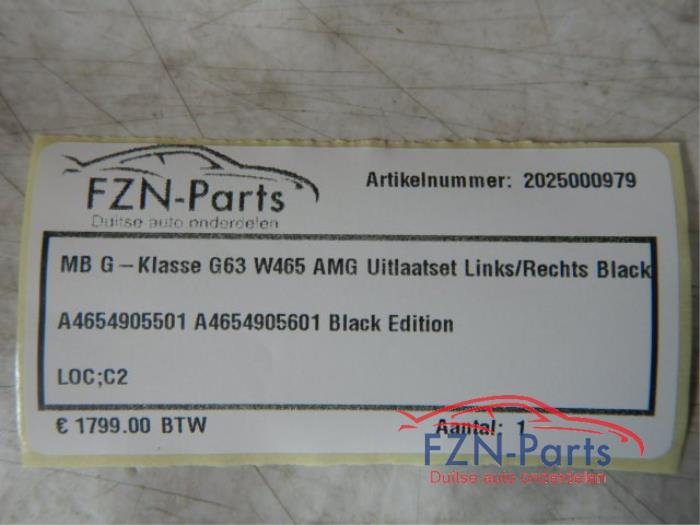 FZN-Parts
Duitse auto onderdelen
Artikelnummer: 2025000979
MB G-Klasse G63 W465 AMG Uitlaatset Links/Rechts Black
A4654905501 A4654905601 Black Edition
LOC;C2
€ 1799.00 BTW
Aantal: 1
FZN-Parts
Duitse auto onderdelen